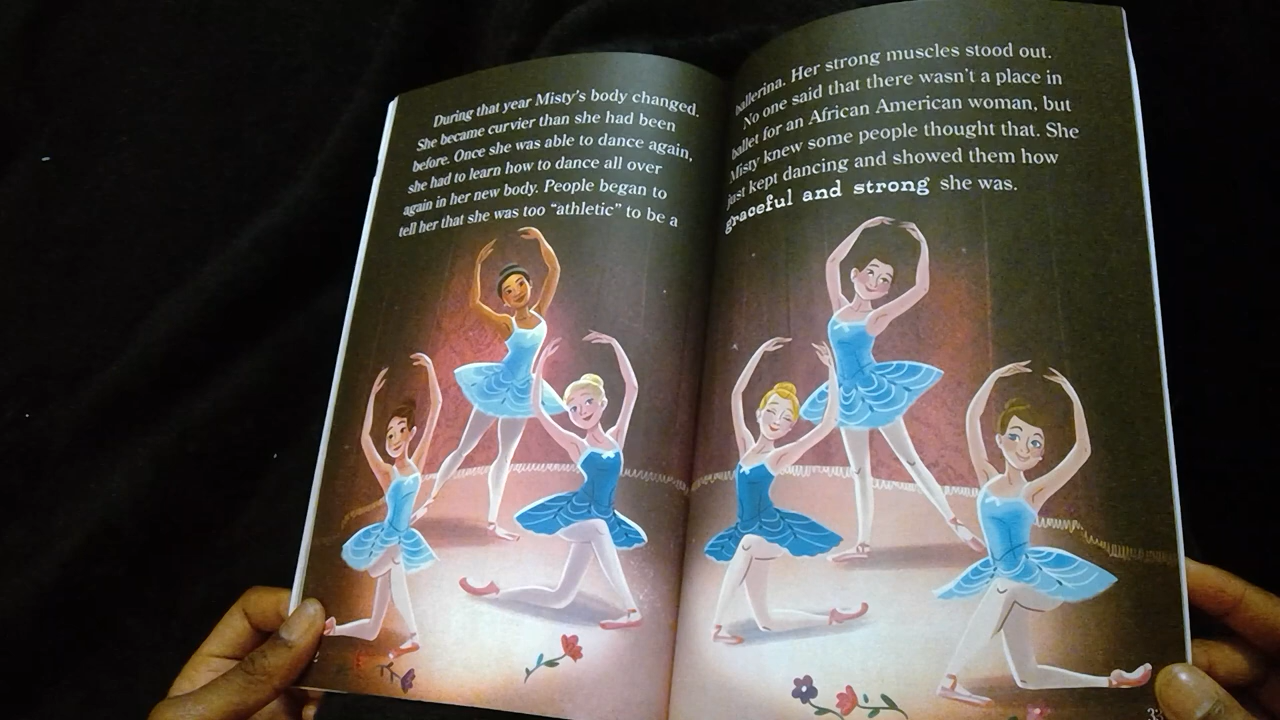 During that year Misty's body changed.
She became curvier than she had been
before. Once she was able to dance again,
she had to learn how to dance all over
again in her new body. People began to
tell her that she was too “athletic” to be a
ballerina. Her strong muscles stood out.
No one said that there wasn't a place in
ballet for an African American woman, but
Misty knew some people thought that. She
just kept dancing and showed them how
graceful and strong she was.